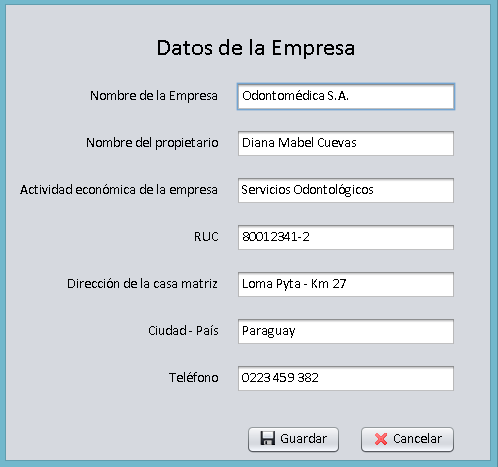 Datos de la Empresa
Nombre de la Empresa Odontomédica S.A.
Nombre del propietario Diana Mabel Cuevas
Actividad económica de la empresa Servicios Odontológicos
RUC 80012341-2
Dirección de la casa matriz Loma Pyta - Km 27
Ciudad - País Paraguay
Teléfono 0223 459 382
Guardar Cancelar